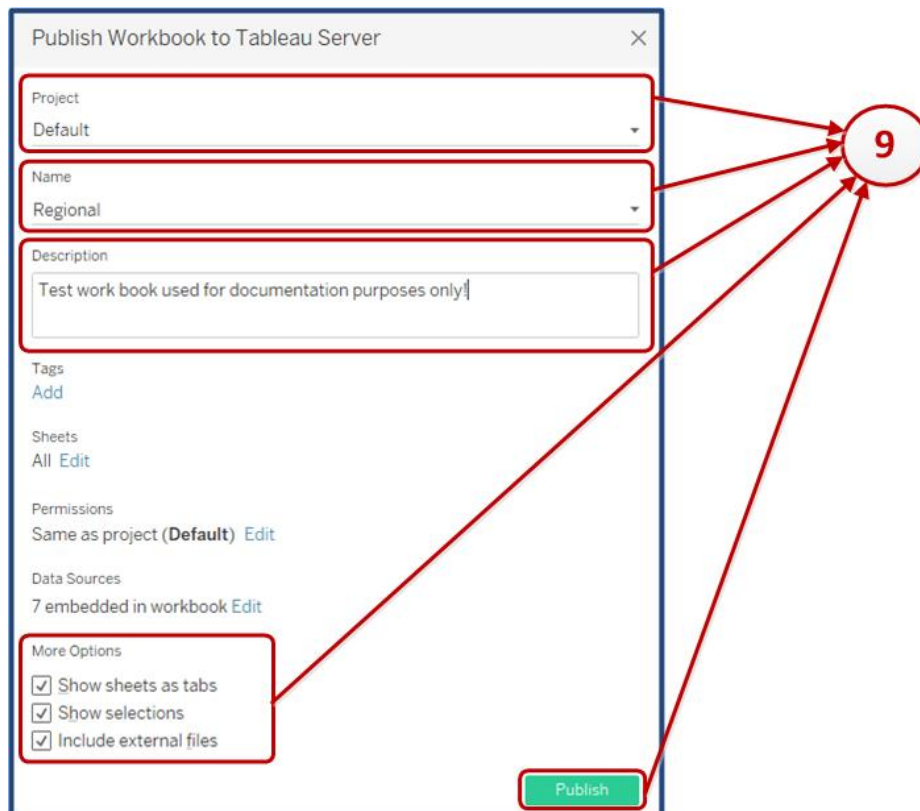 Publish Workbook to Tableau Server
Project
Default
9
Name
Regional
Description
Test work book used for documentation purposes only!
Tags
Add
Sheets
All Edit
Permissions
Same as project (Default) Edit
Data Sources
7 embedded in workbook Edit
More Options
Show sheets as tabs
Show selections
Include external files
Publish